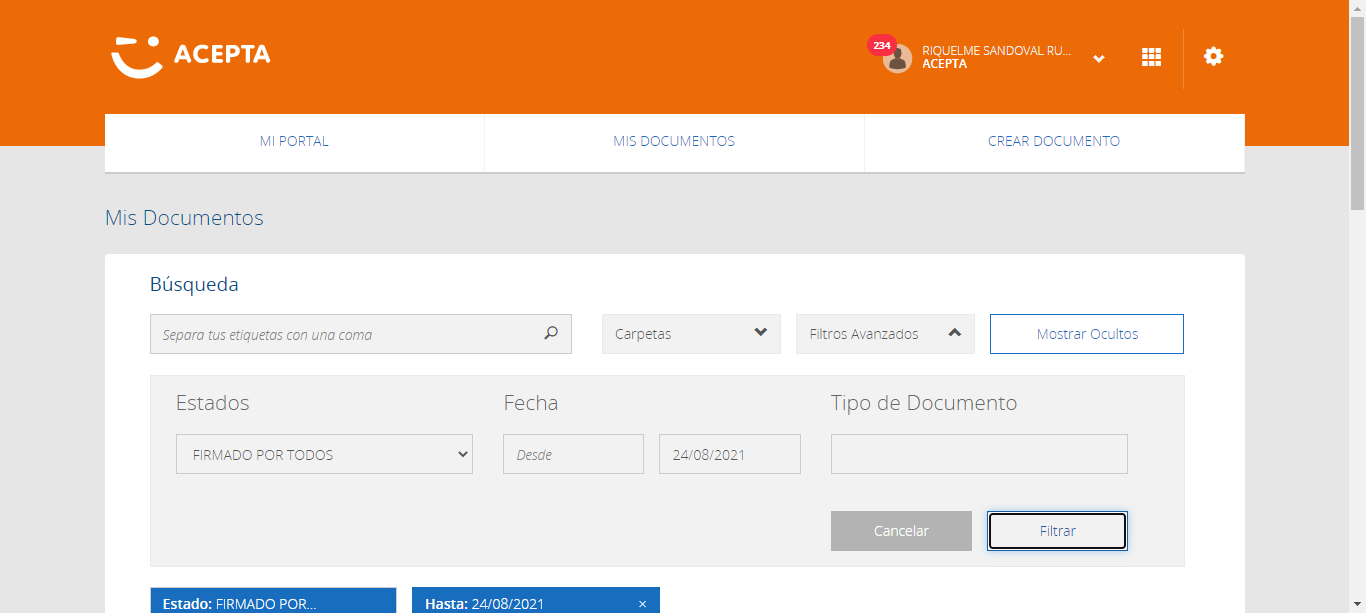 ACEPTA
234
RIQUELME SANDOVAL RU...
ACEPTA
MI PORTAL
MIS DOCUMENTOS
CREAR DOCUMENTO
Mis Documentos
Búsqueda
Separa tus etiquetas con una coma
Carpetas
Filtros Avanzados
Mostrar Ocultos
Estados
Fecha
Tipo de Documento
FIRMADO POR TODOS
Desde
24/08/2021
Cancelar
Filtrar
Estado: FIRMADO POR...
Hasta: 24/08/2021 ×